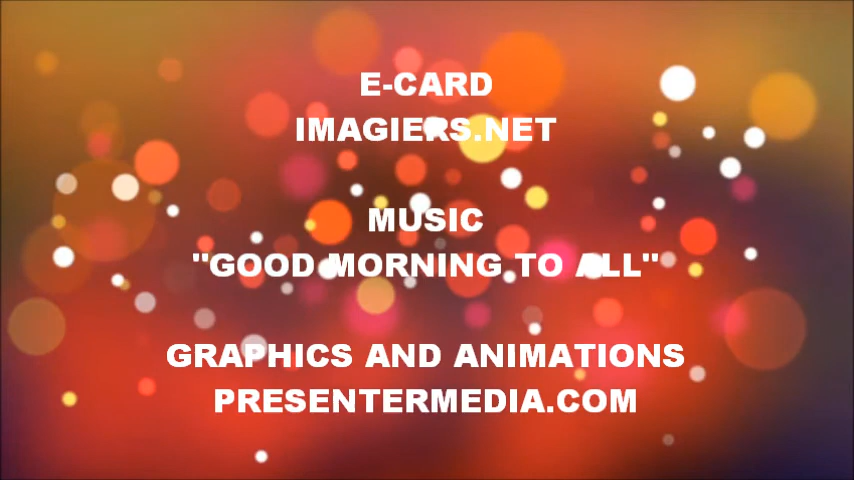 E-CARD
IMAGIERS.NET
MUSIC
"GOOD MORNING TO ALL"
GRAPHICS AND ANIMATIONS
PRESENTERMEDIA.COM